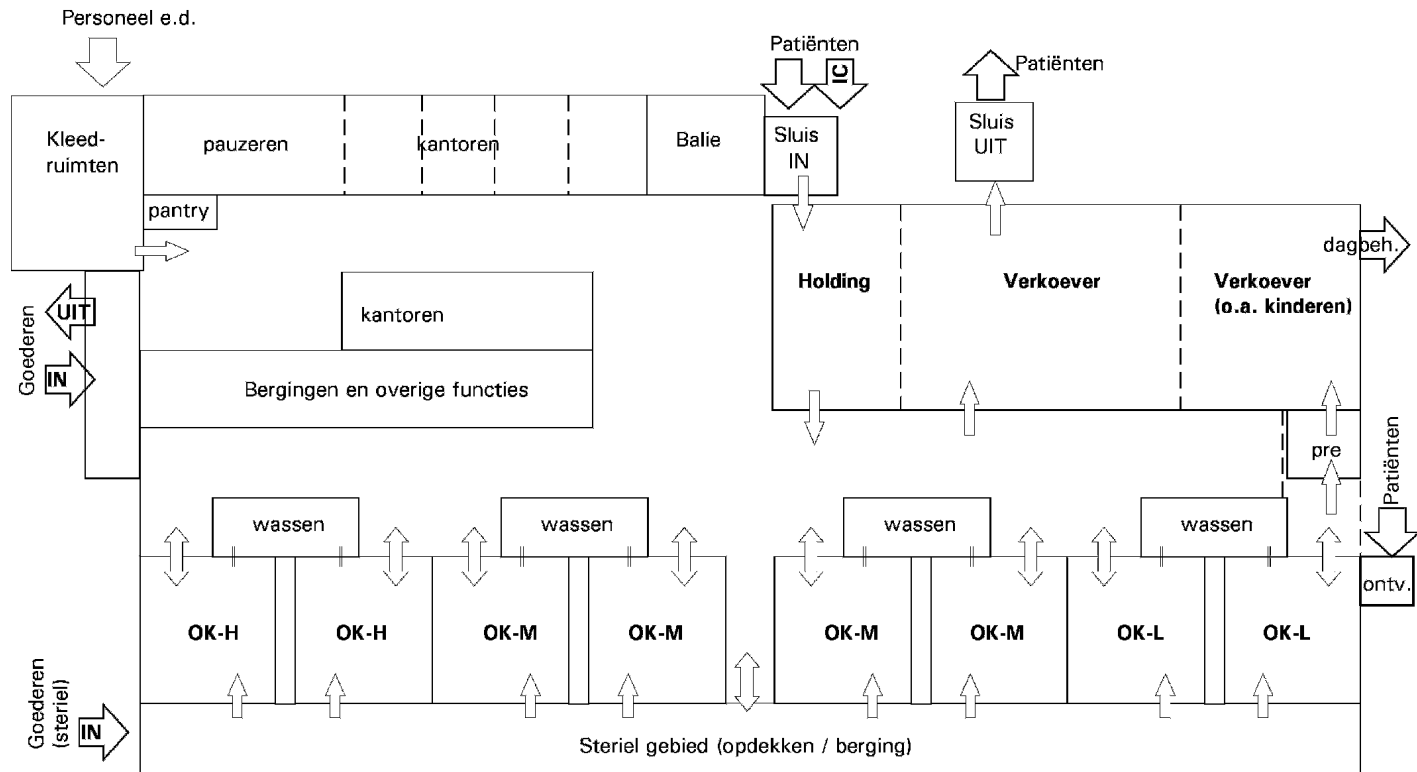 Personeel e.d.
Patiënten
IC
Patiënten
Kleed-
ruimten
pauzeren
kantoren
Balie
Sluis
IN
Sluis
UIT
pantry
dagbeh.
Holding
Verkoever
Verkoever
(o.a. kinderen)
Goederen
UIT
IN
kantoren
Bergingen en overige functies
pre
Patiënten
wassen
wassen
wassen
wassen
ontv.
OK-H
OK-H
OK-M
OK-M
OK-M
OK-M
OK-L
OK-L
Goederen
(steriel)
IN
Steriel gebied (opdekken / berging)